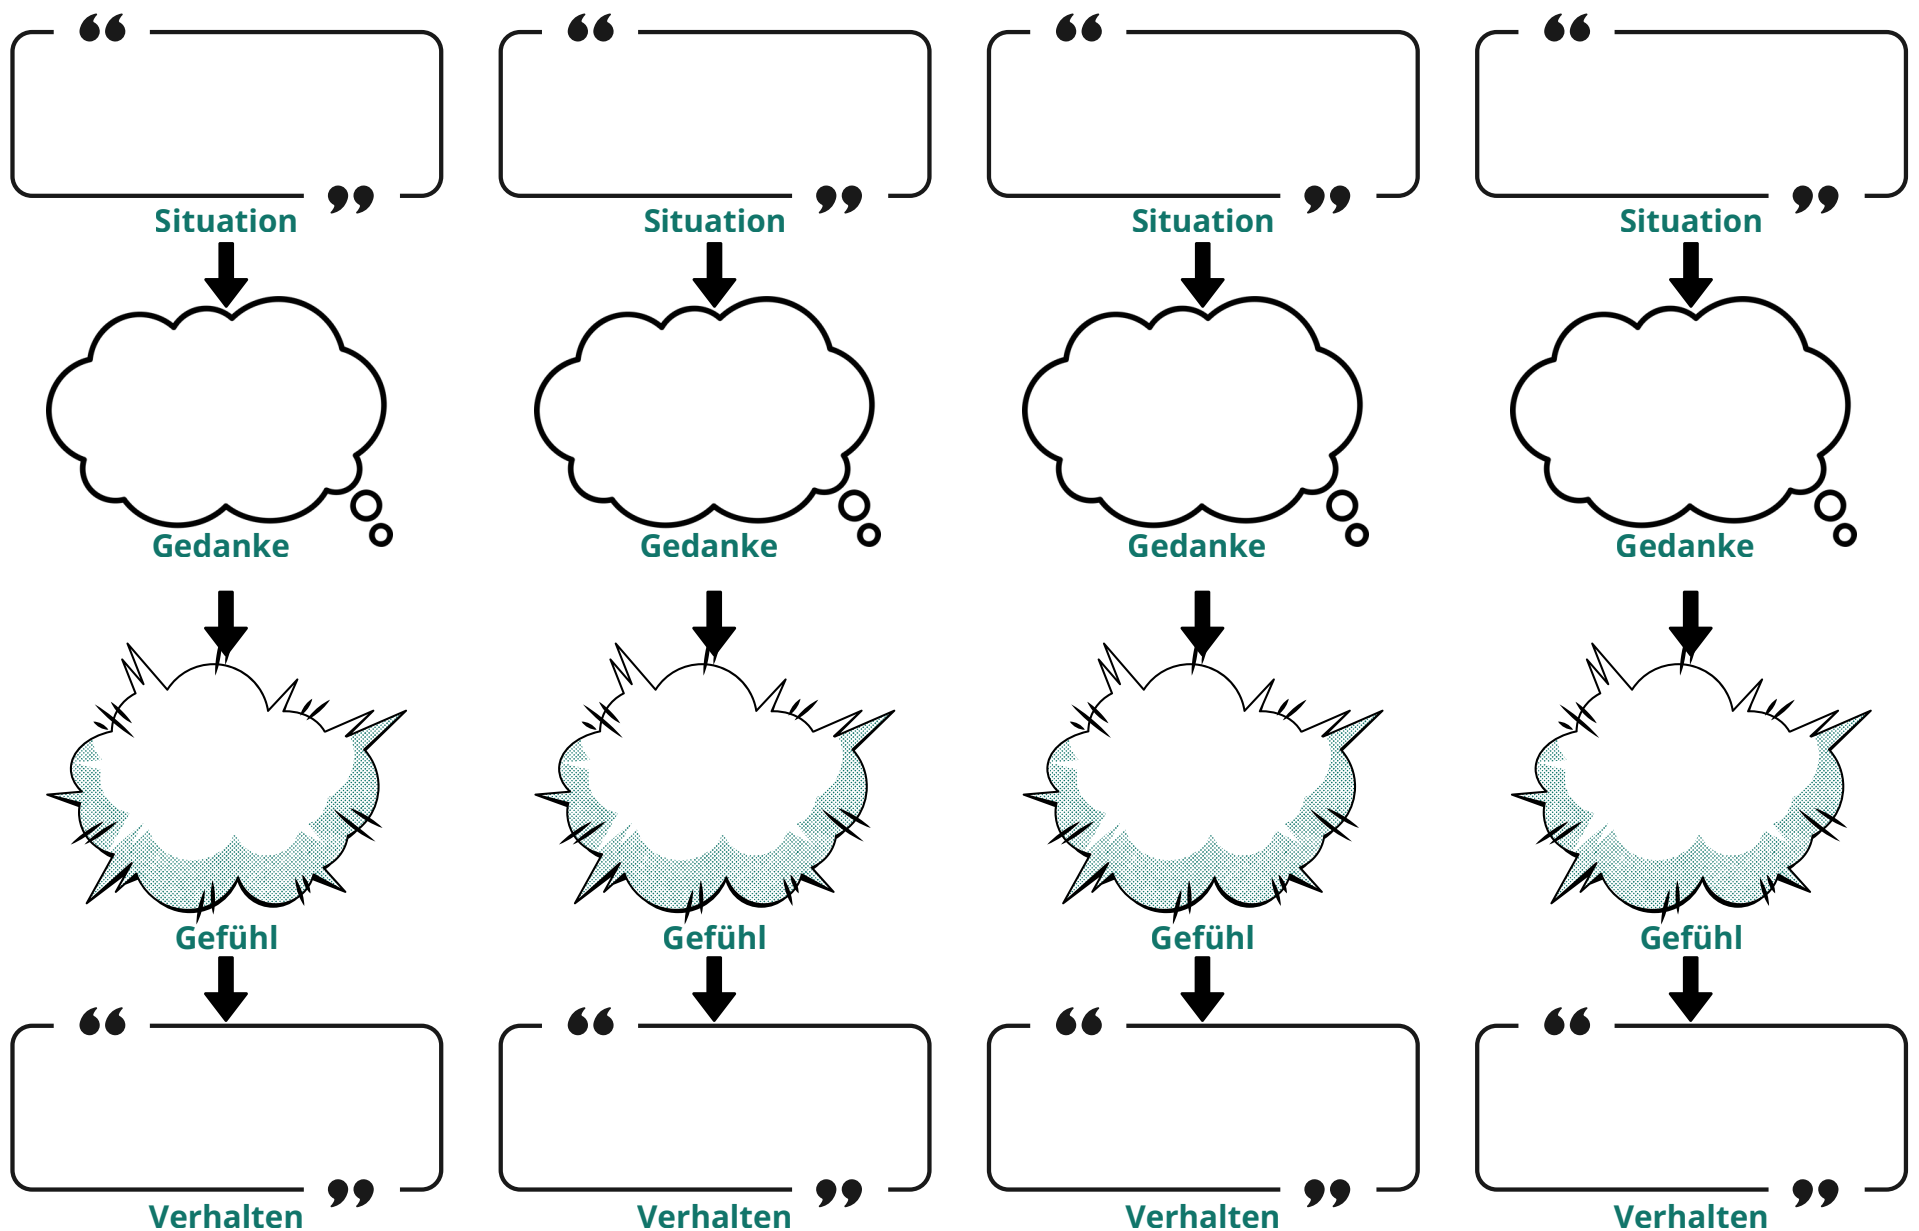 Situation Situation Situation Situation
Gedanke Gedanke Gedanke Gedanke
Gefühl Gefühl Gefühl Gefühl
Verhalten Verhalten Verhalten Verhalten